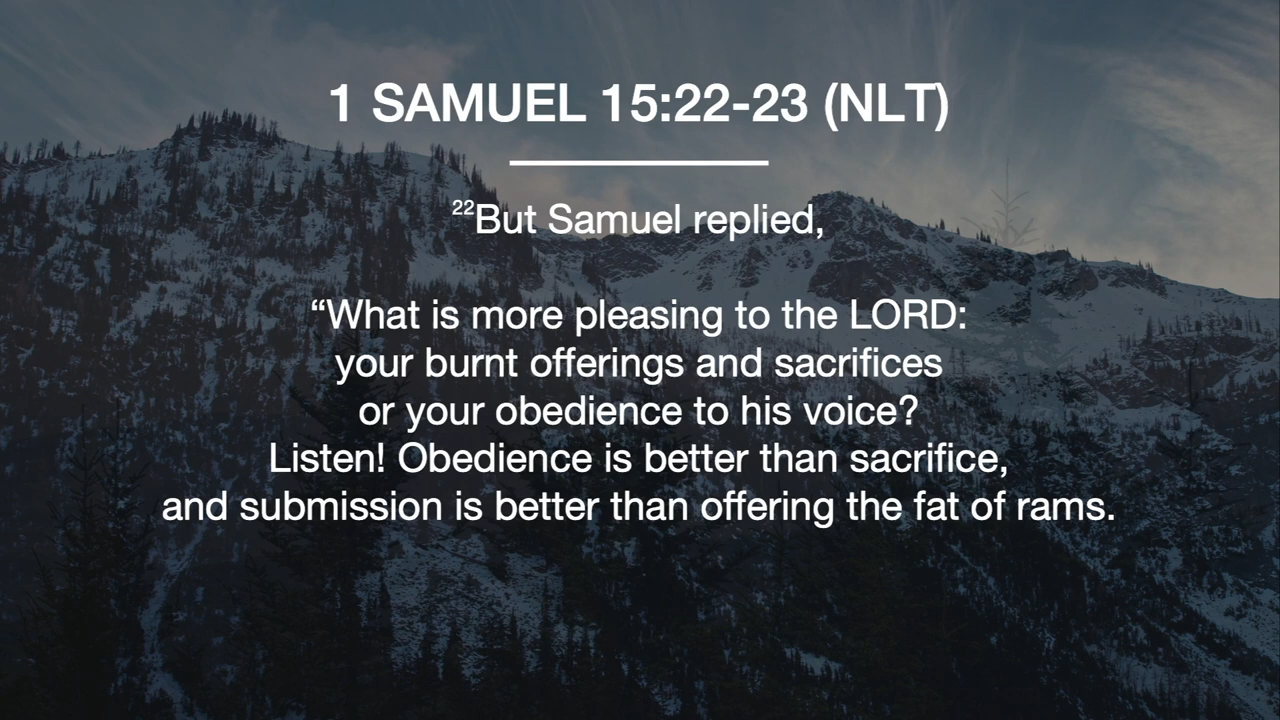 1 SAMUEL 15:22-23 (NLT)
22But Samuel replied,
“What is more pleasing to the LORD:
your burnt offerings and sacrifices
or your obedience to his voice?
Listen! Obedience is better than sacrifice,
and submission is better than offering the fat of rams.